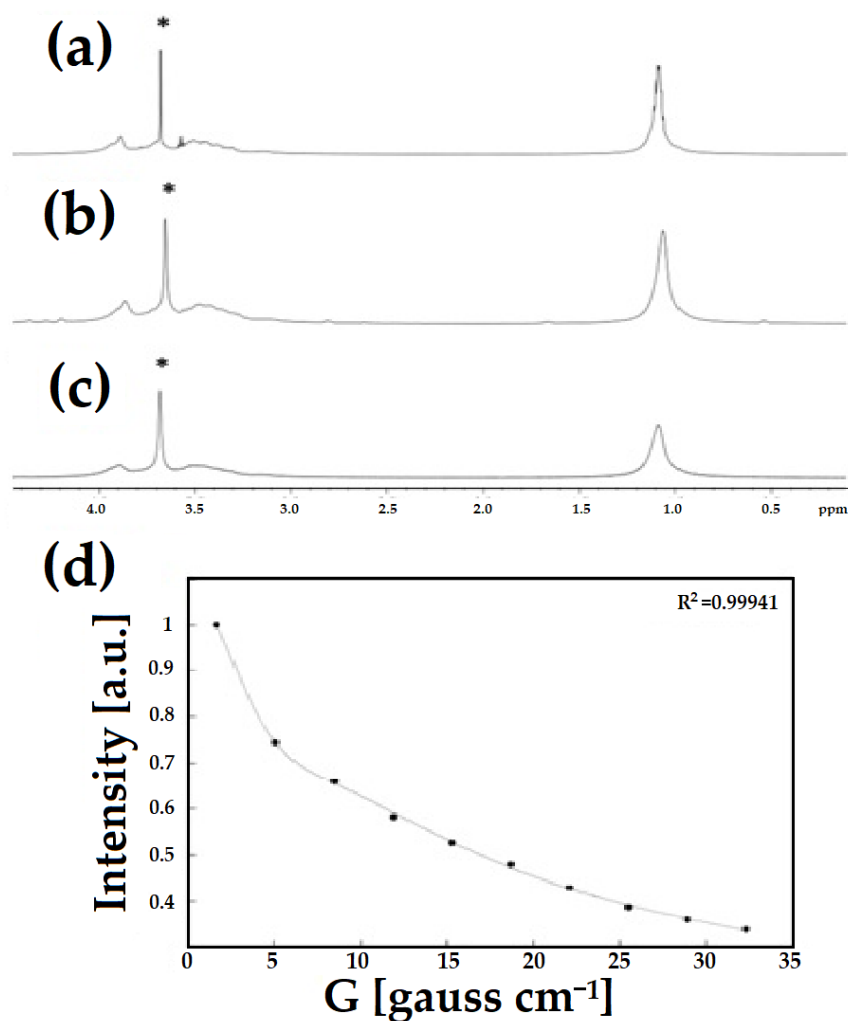 (a)
*
(b)
*
(c)
*
4.0 3.5 3.0 2.5 2.0 1.5 1.0 0.5 ppm
(d)
R²=0.99941
1
0.9
0.8
0.7
0.6
0.5
0.4
Intensity [a.u.]
0 5 10 15 20 25 30 35
G [gauss cm⁻¹]